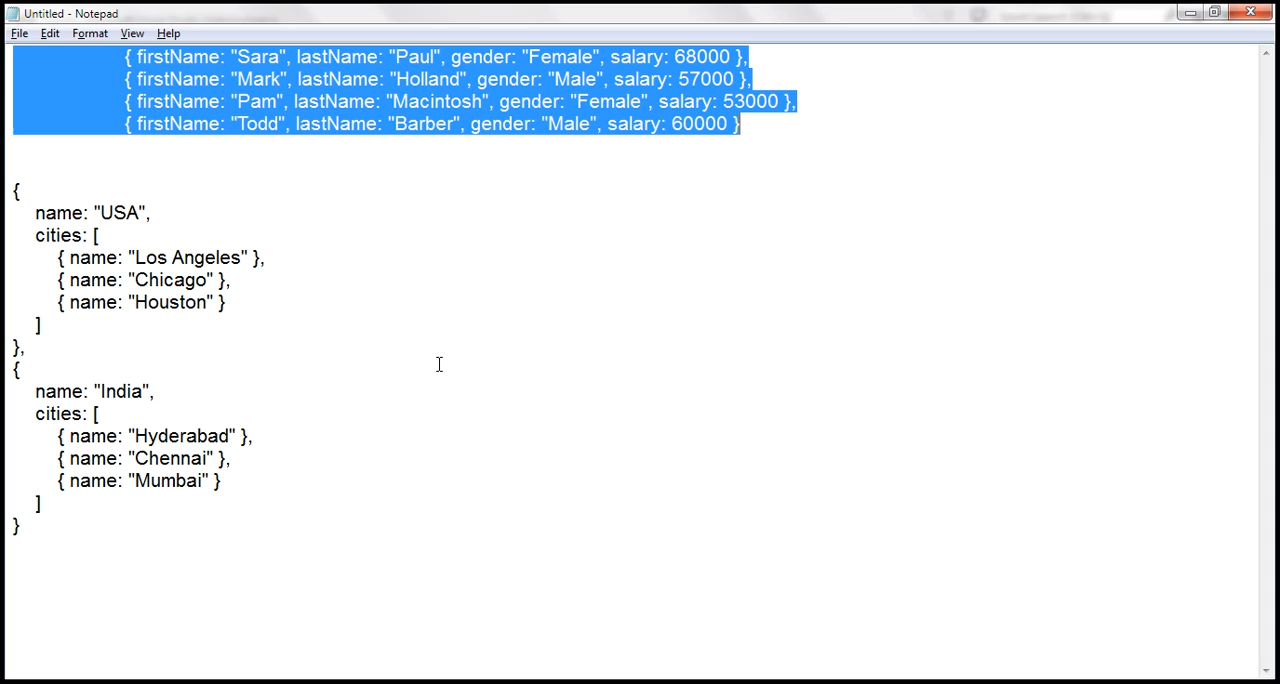 Untitled - Notepad
File Edit Format View Help
{ firstName: "Sara", lastName: "Paul", gender: "Female", salary: 68000 },
{ firstName: "Mark", lastName: "Holland", gender: "Male", salary: 57000 },
{ firstName: "Pam", lastName: "Macintosh", gender: "Female", salary: 53000 },
{ firstName: "Todd", lastName: "Barber", gender: "Male", salary: 60000 }
{
name: "USA",
cities: [
{ name: "Los Angeles" },
{ name: "Chicago" },
{ name: "Houston" }
]
},
{
name: "India",
cities: [
{ name: "Hyderabad" },
{ name: "Chennai" },
{ name: "Mumbai" }
]
}